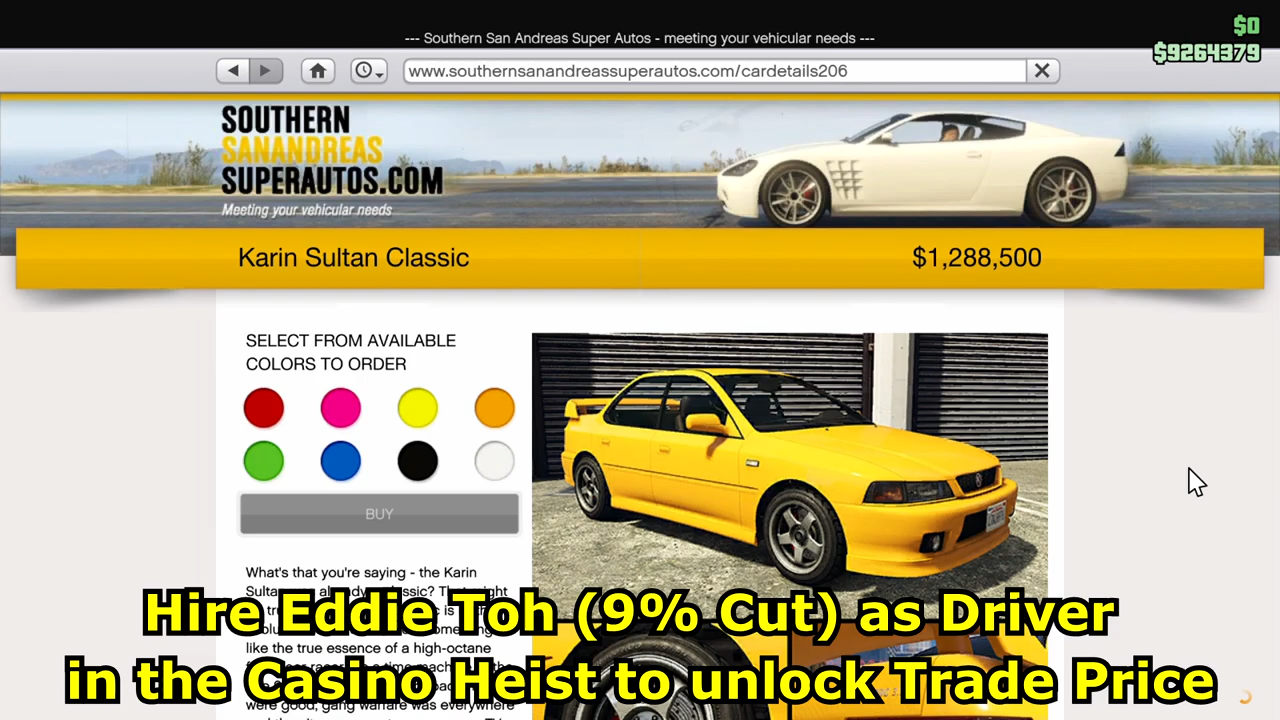 --- Southern San Andreas Super Autos - meeting your vehicular needs ---
$0
$9264379
www.southernsanandreassuperautos.com/cardetails206
SOUTHERN
SANANDREAS
SUPERAUTOS.COM
Meeting your vehicular needs
Karin Sultan Classic
$1,288,500
SELECT FROM AVAILABLE
COLORS TO ORDER
BUY
What's that you're saying - the Karin
like the true essence of a high-octane
were good, gang warfare was everywhere
Hire Eddie Toh (9% Cut) as Driver
in the Casino Heist to unlock Trade Price